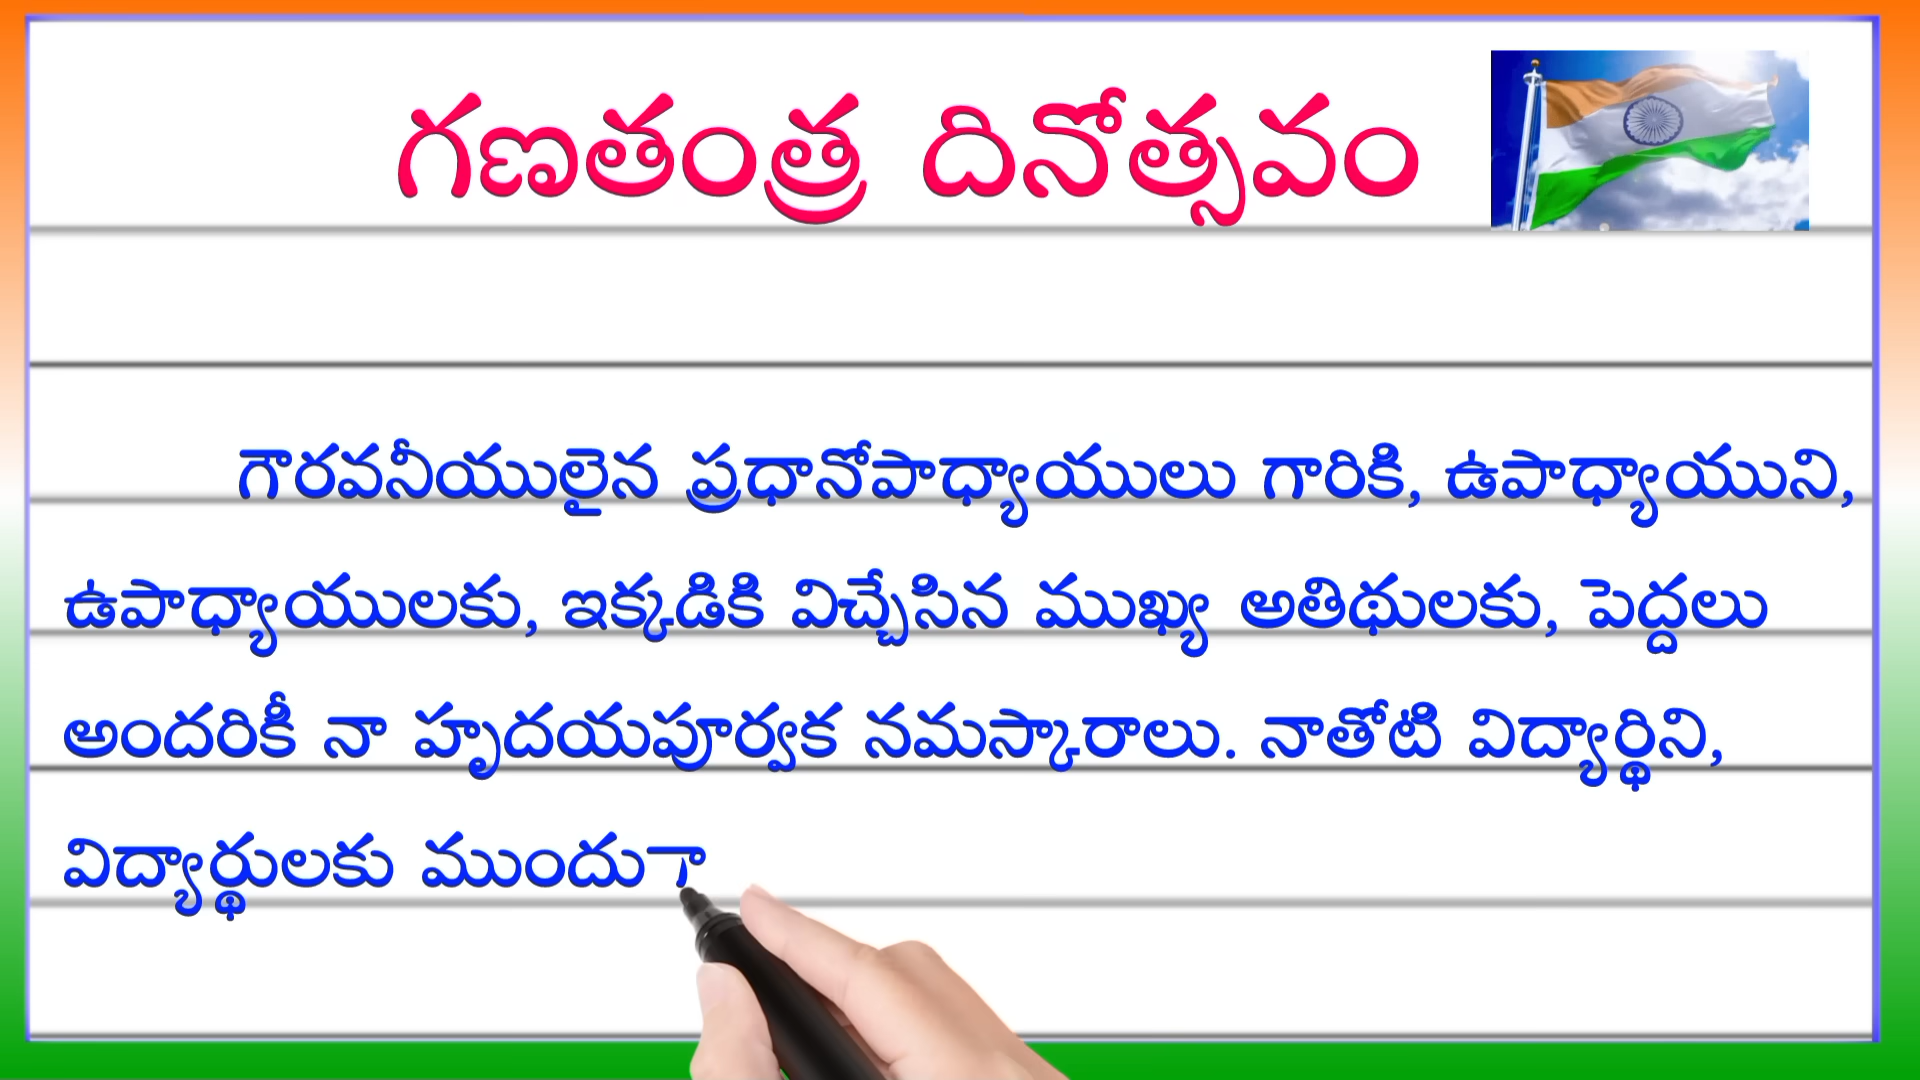 గణతంత్ర దినోత్సవం
గౌరవనీయులైన ప్రధానోపాధ్యాయులు గారికి, ఉపాధ్యాయుని,
ఉపాధ్యాయులకు, ఇక్కడికి విచ్చేసిన ముఖ్య అతిథులకు, పెద్దలు
అందరికీ నా హృదయపూర్వక నమస్కారాలు. నాతోటి విద్యార్థిని,
విద్యార్థులకు